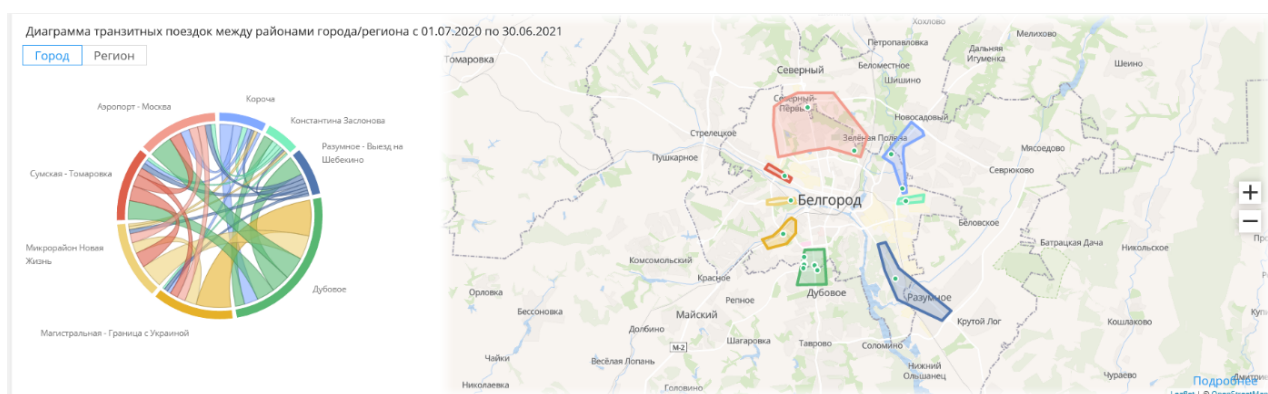 Диаграмма транзитных поездок между районами города/региона с 01.07.2020 по 30.06.2021
Город Регион
Аэропорт - Москва
Короча
Константина Заслонова
Разумное - Выезд на
Шебекино
Сумская - Томаровка
Микрорайон Новая
Жизнь
Дубовое
Магистральная - Граница с Украиной
Хохлово
Петропавловка
Мелихово
Томаровка
Дальняя
Игуменка
Северный
Беломестное
Шеино
Шишино
Северный-
Первый
Новосадовый
Стрелецкое
Зелёная Поляна
Мясоедово
Пушкарное
Севрюково
Белгород
+
−
Беловское
Батрацкая Дача
Никольское
Комсомольский
Красное
Орловка
Репное
Дубовое
Разумное
Бессоновка
Майский
Крутой Лог
Долбино
Кошлаково
М-2
Шагаровка
Таврово
Соломино
Чайки
Весёлая Лопань
Нижний
Ольшанец
Чураево
Подробнее
Николаевка
Головино
Leaflet | © OpenStreetMap